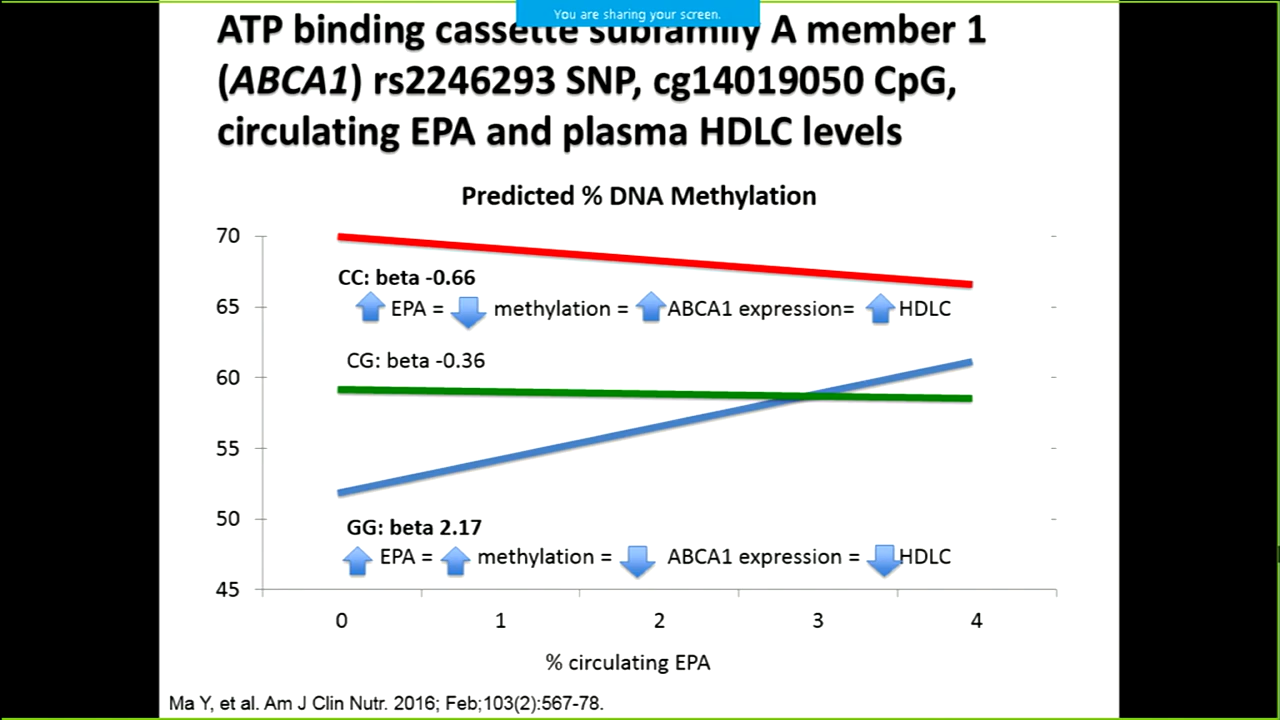 You are sharing your screen.
ATP binding cassette subfamily A member 1
(ABCA1) rs2246293 SNP, cg14019050 CpG,
circulating EPA and plasma HDLC levels
Predicted % DNA Methylation
70
CC: beta -0.66
65
EPA = methylation = ABCA1 expression= HDLC
CG: beta -0.36
60
55
50
GG: beta 2.17
EPA = methylation = ABCA1 expression = HDLC
45
0 1 2 3 4
% circulating EPA
Ma Y, et al. Am J Clin Nutr. 2016; Feb;103(2):567-78.